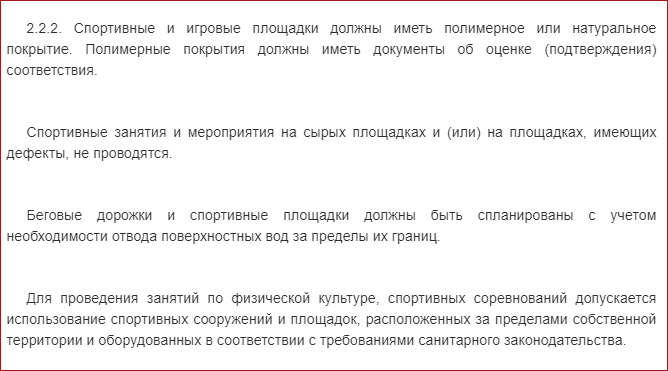 2.2.2. Спортивные и игровые площадки должны иметь полимерное или натуральное
покрытие. Полимерные покрытия должны иметь документы об оценке (подтверждения)
соответствия.
Спортивные занятия и мероприятия на сырых площадках и (или) на площадках, имеющих
дефекты, не проводятся.
Беговые дорожки и спортивные площадки должны быть спланированы с учетом
необходимости отвода поверхностных вод за пределы их границ.
Для проведения занятий по физической культуре, спортивных соревнований допускается
использование спортивных сооружений и площадок, расположенных за пределами собственной
территории и оборудованных в соответствии с требованиями санитарного законодательства.